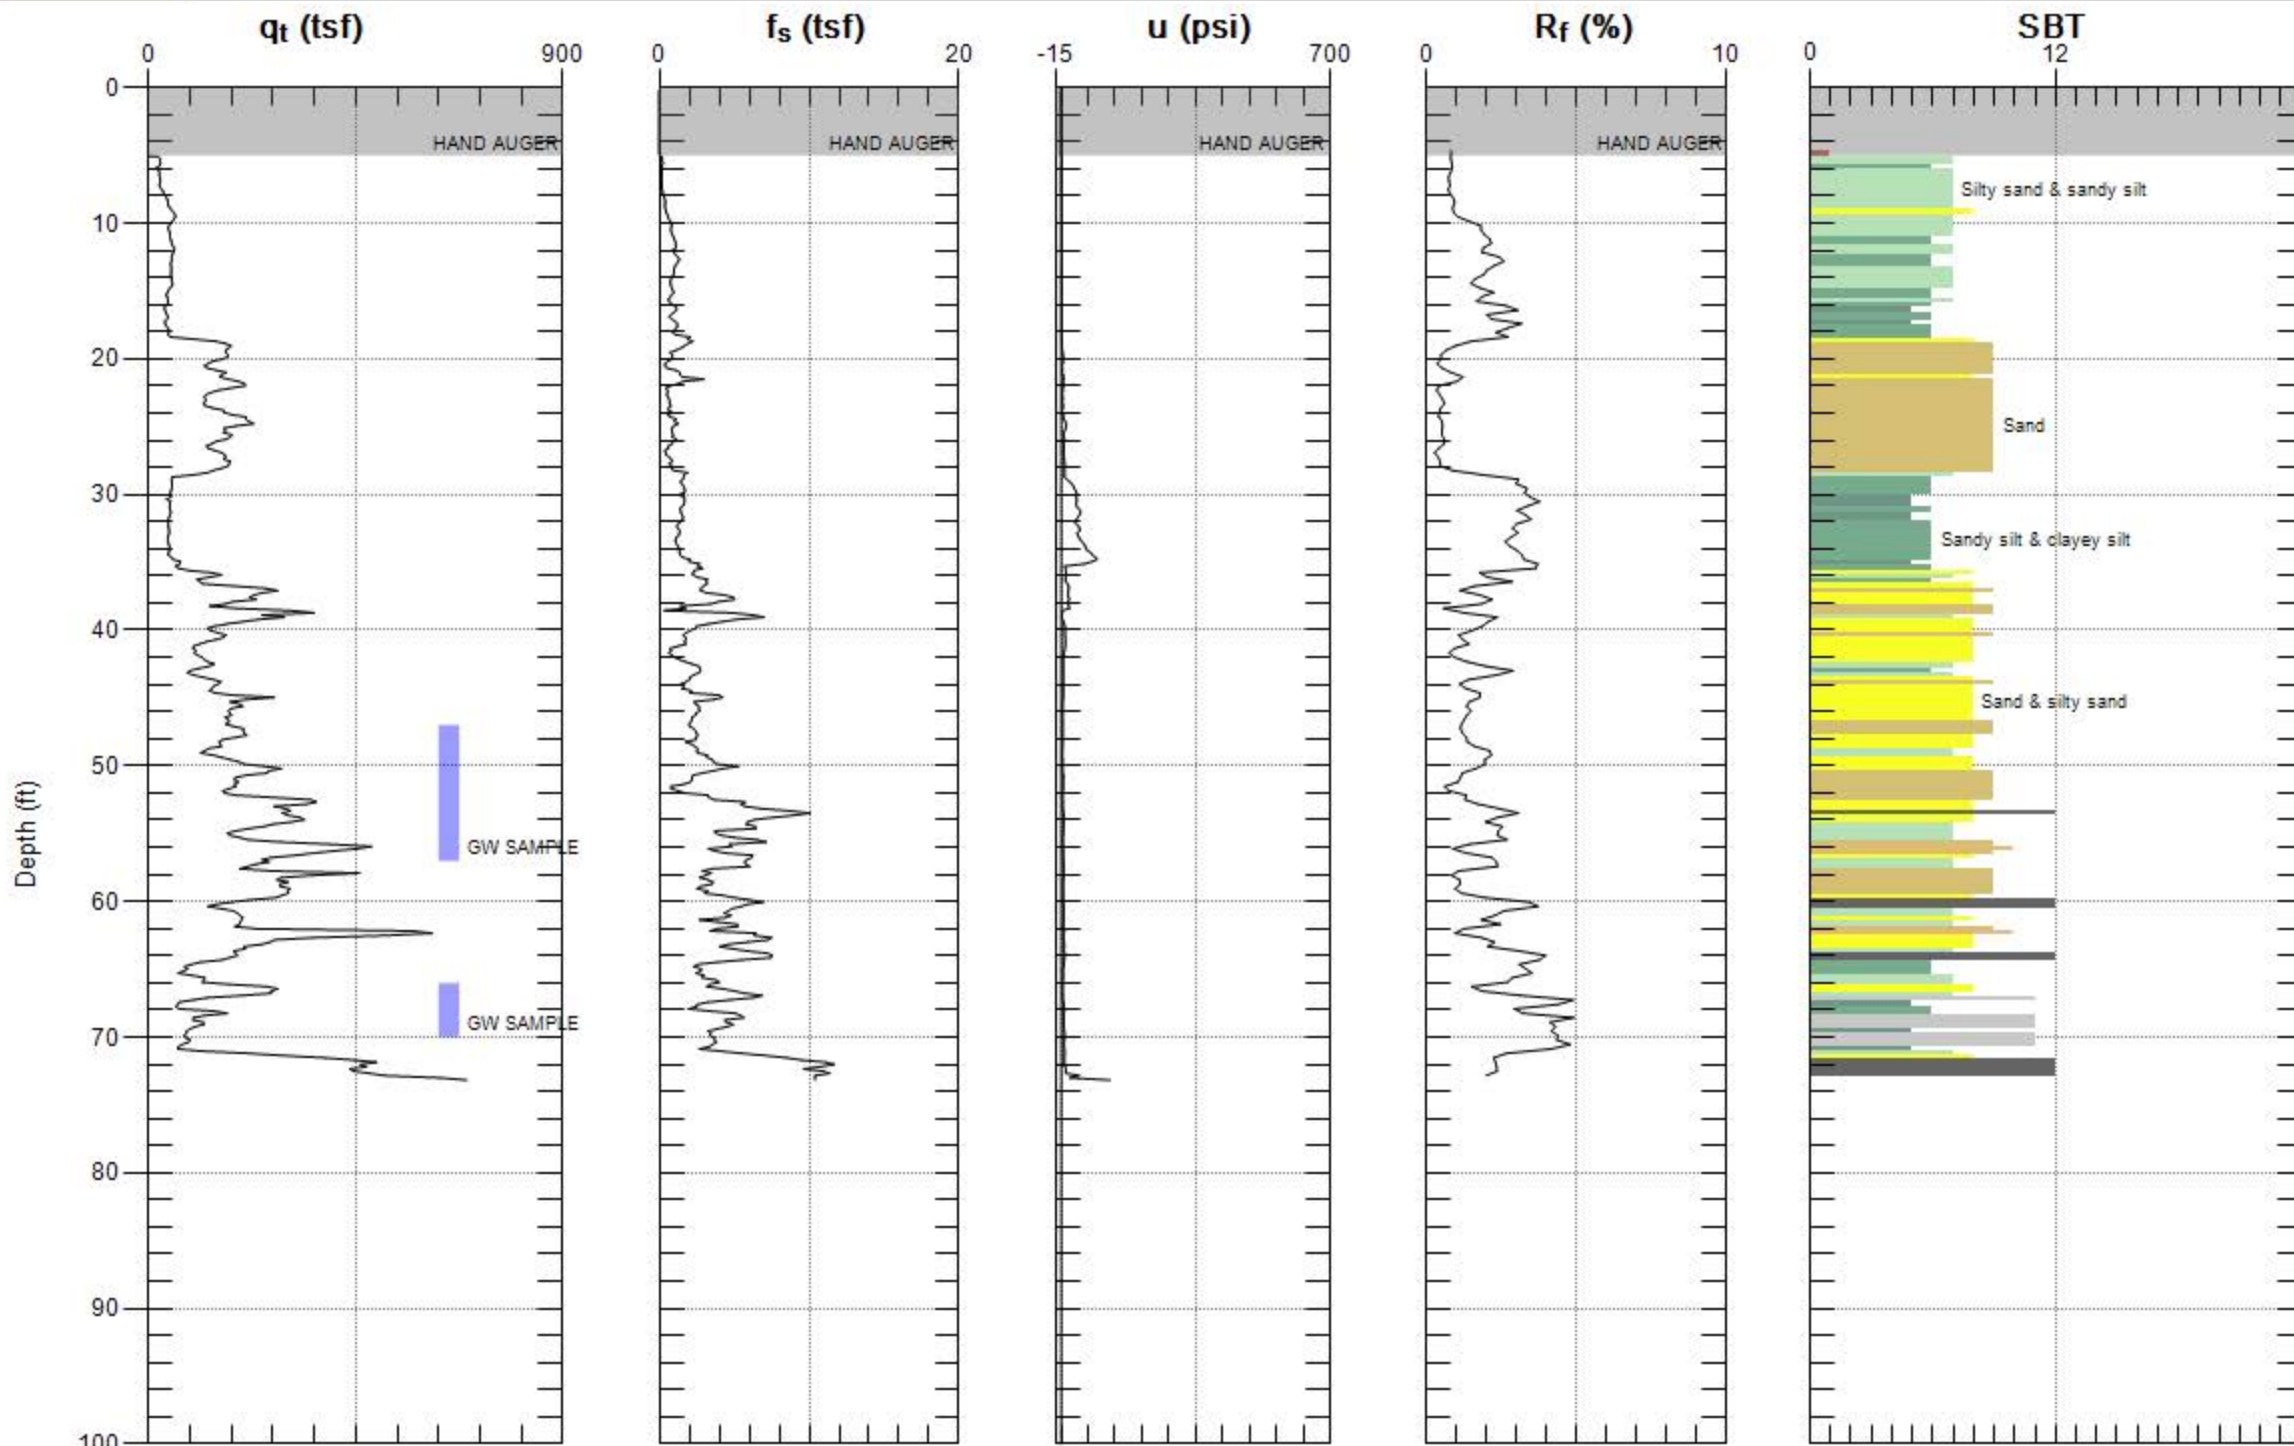 qt (tsf) fs (tsf) u (psi) Rf (%) SBT
0 900 0 20 -15 700 0 10 0 12
0
HAND AUGER HAND AUGER HAND AUGER HAND AUGER
Silty sand & sandy silt
10
20
Sand
30
Sandy silt & clayey silt
40
Sand & silty sand
50
Depth (ft)
GW SAMPLE
60
GW SAMPLE
70
80
90
100